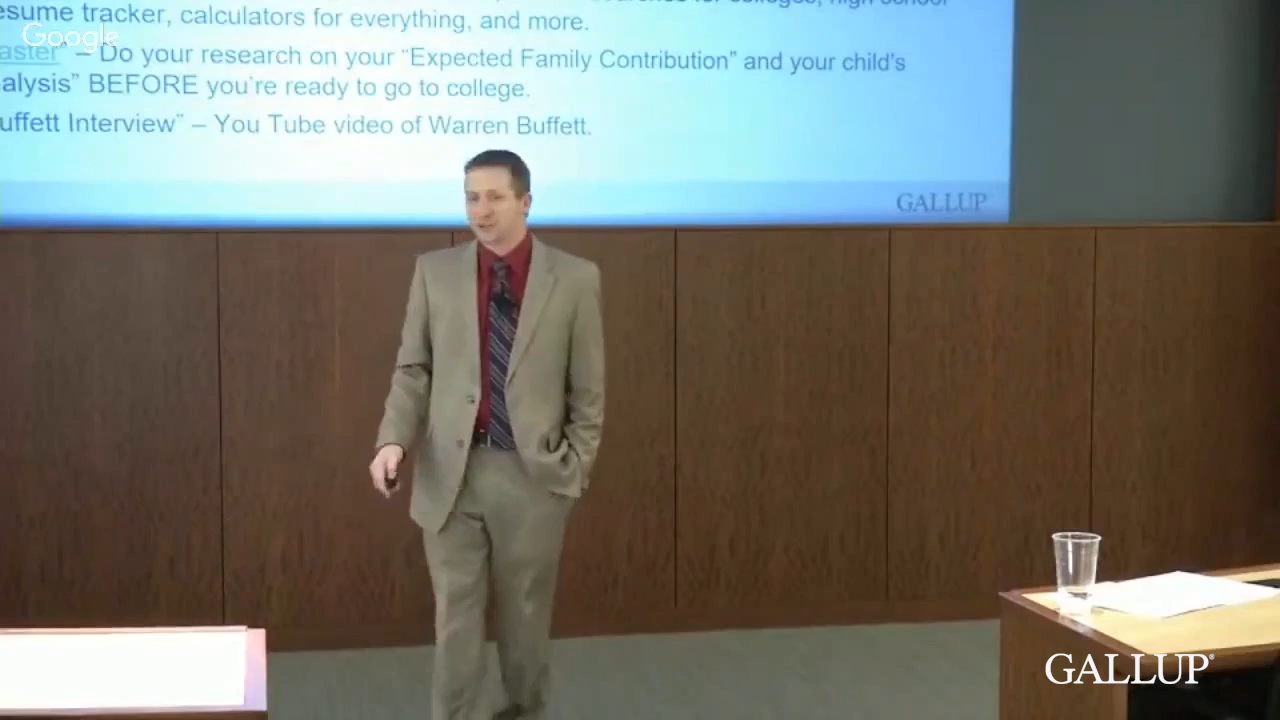 resume tracker, calculators for everything, and more.
Google
aster” – Do your research on your “Expected Family Contribution” and your child's
alysis” BEFORE you're ready to go to college.
uffett Interview” – You Tube video of Warren Buffett.
GALLUP
GALLUP